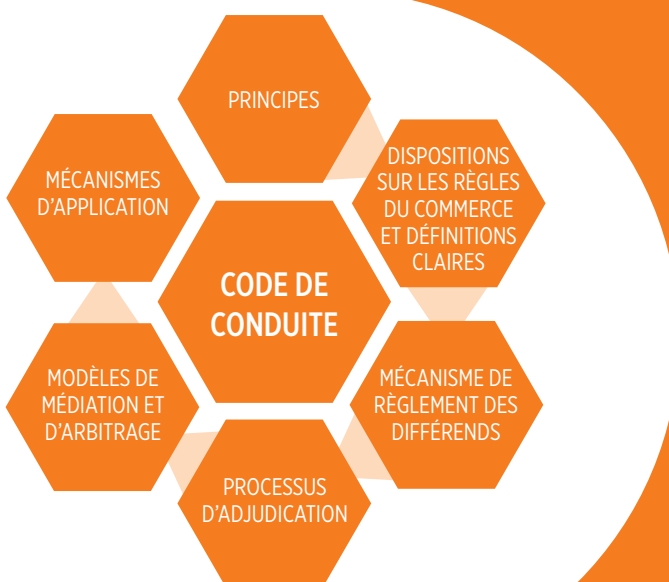 PRINCIPES
DISPOSITIONS
SUR LES RÈGLES
DU COMMERCE
ET DÉFINITIONS
CLAIRES
MÉCANISME DE
RÈGLEMENT DES
DIFFÉRENDS
PROCESSUS
D'ADJUDICATION
MODÈLES DE
MÉDIATION ET
D'ARBITRAGE
MÉCANISMES
D'APPLICATION
CODE DE
CONDUITE